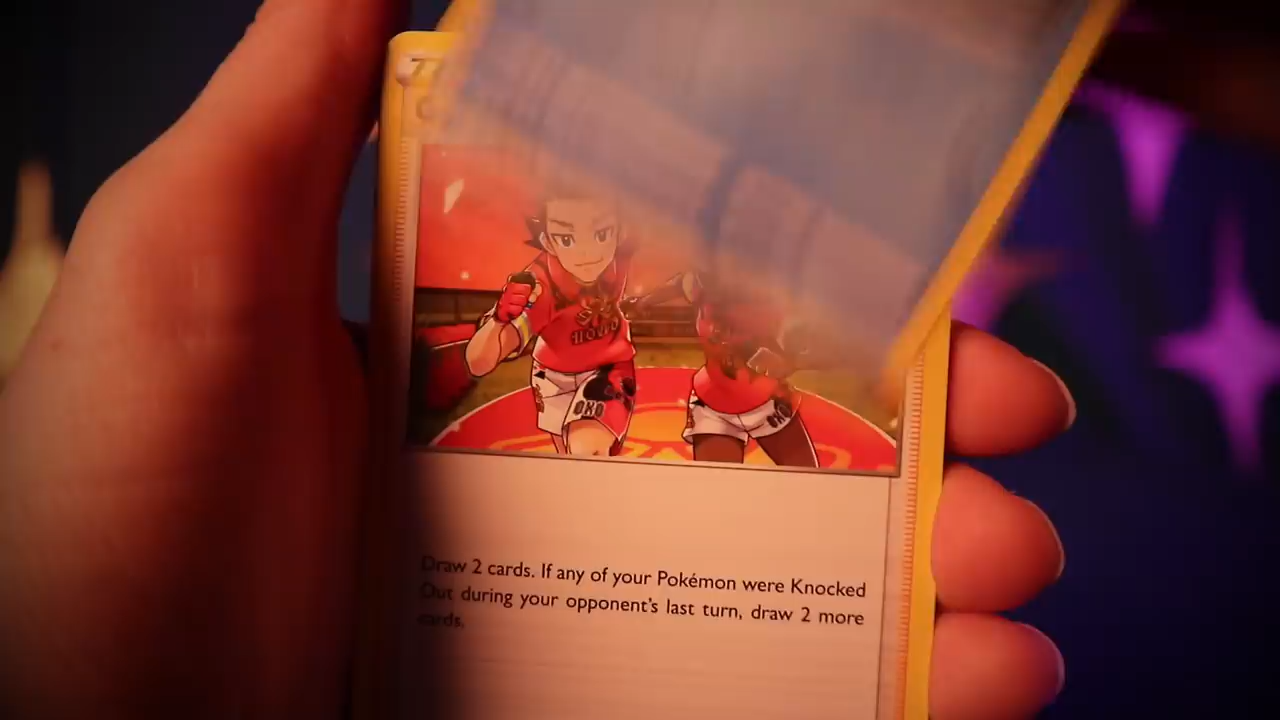 Draw 2 cards. If any of your Pokémon were Knocked
Out during your opponent's last turn, draw 2 more
cards.